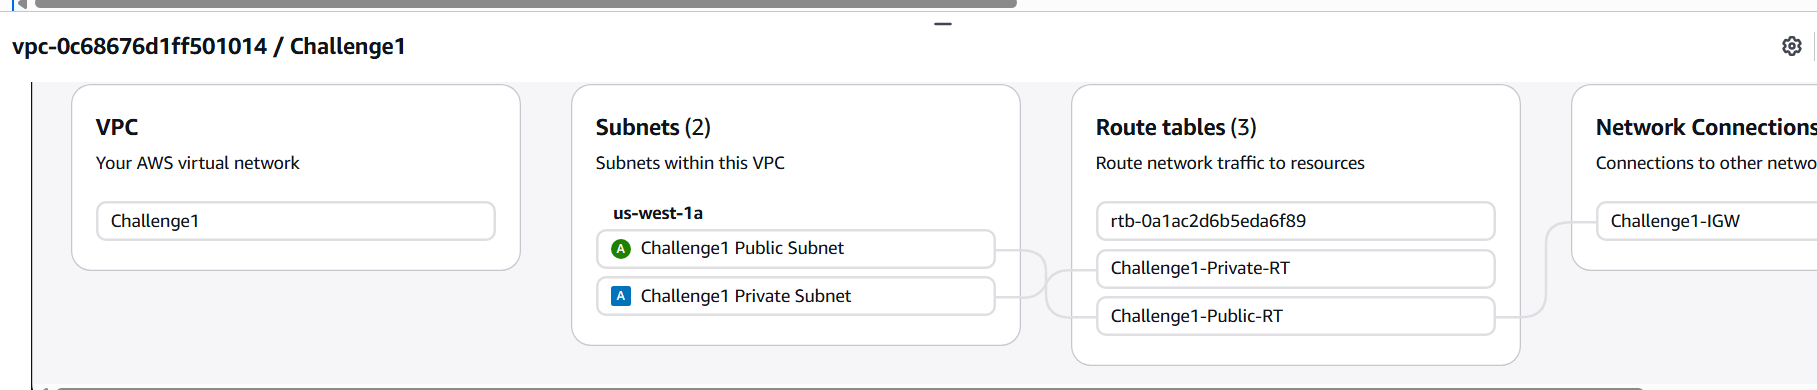 vpc-0c68676d1ff501014 / Challenge1
VPC
Your AWS virtual network
Challenge1
Subnets (2)
Subnets within this VPC
us-west-1a
A Challenge1 Public Subnet
A Challenge1 Private Subnet
Route tables (3)
Route network traffic to resources
rtb-0a1ac2d6b5eda6f89
Challenge1-Private-RT
Challenge1-Public-RT
Network Connections
Connections to other netwo
Challenge1-IGW